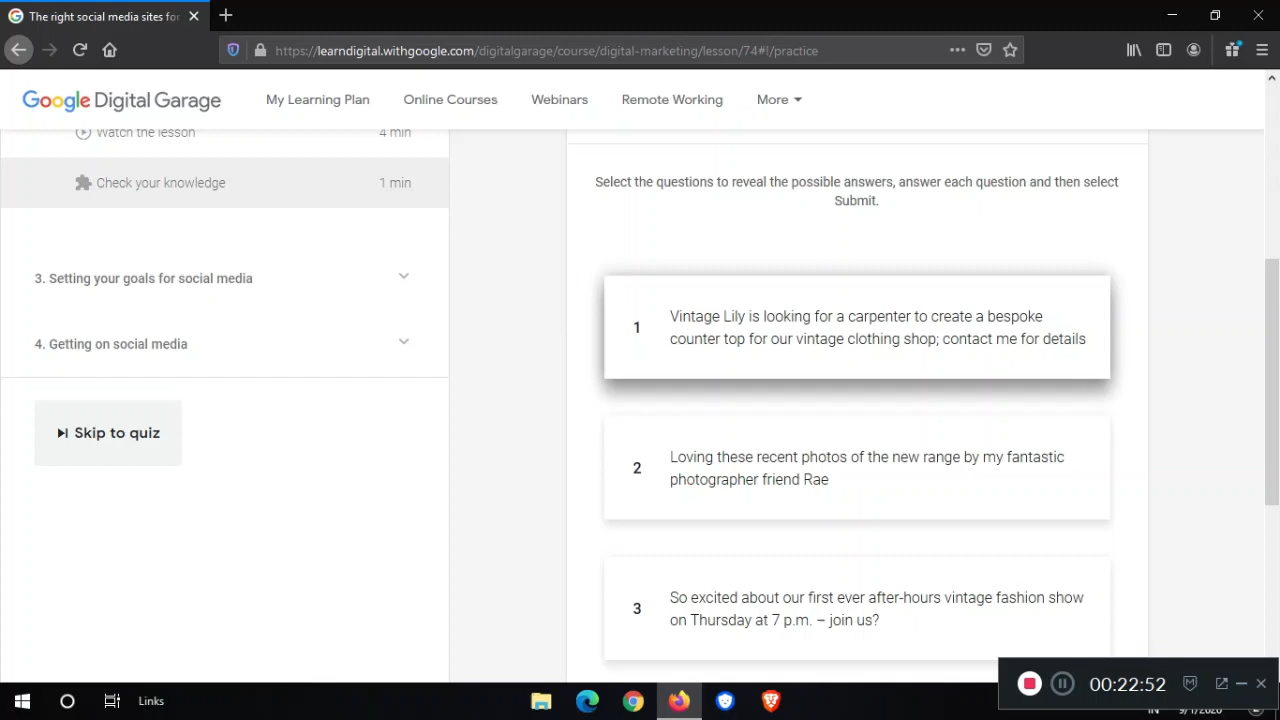 The right social media sites for
https://learndigital.withgoogle.com/digitalgarage/course/digital-marketing/lesson/74#!/practice
Google Digital Garage
My Learning Plan
Online Courses
Webinars
Remote Working
More
Watch the lesson
4 min
Check your knowledge
1 min
3. Setting your goals for social media
4. Getting on social media
Skip to quiz
Select the questions to reveal the possible answers, answer each question and then select
Submit.
1
Vintage Lily is looking for a carpenter to create a bespoke
counter top for our vintage clothing shop; contact me for details
2
Loving these recent photos of the new range by my fantastic
photographer friend Rae
3
So excited about our first ever after-hours vintage fashion show
on Thursday at 7 p.m. – join us?
00:22:52
Links
IN
9/1/2020